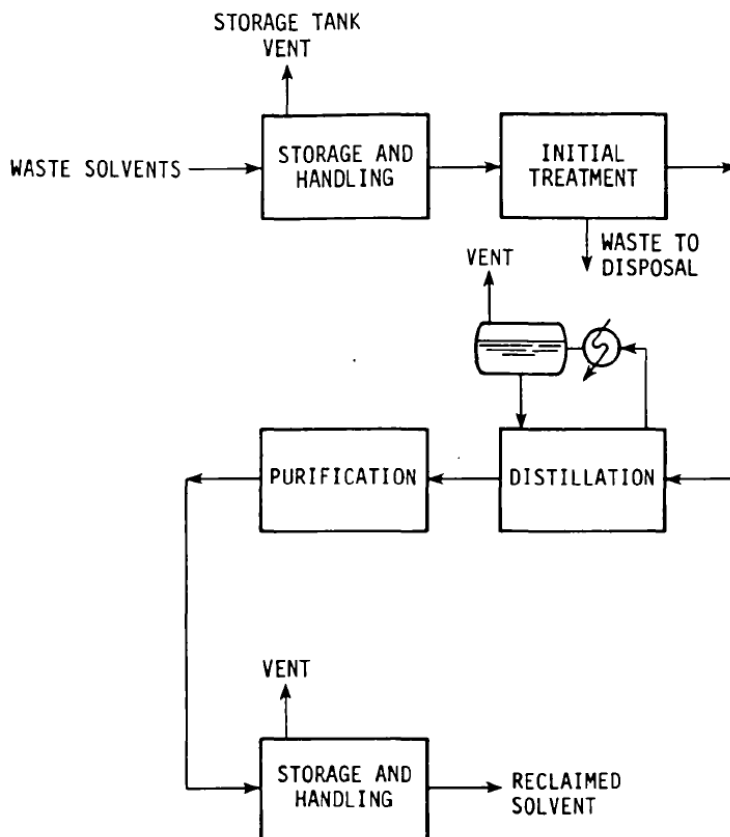 STORAGE TANK
VENT
WASTE SOLVENTS
STORAGE AND
HANDLING
INITIAL
TREATMENT
WASTE TO
DISPOSAL
VENT
PURIFICATION
DISTILLATION
VENT
STORAGE AND
HANDLING
RECLAIMED
SOLVENT